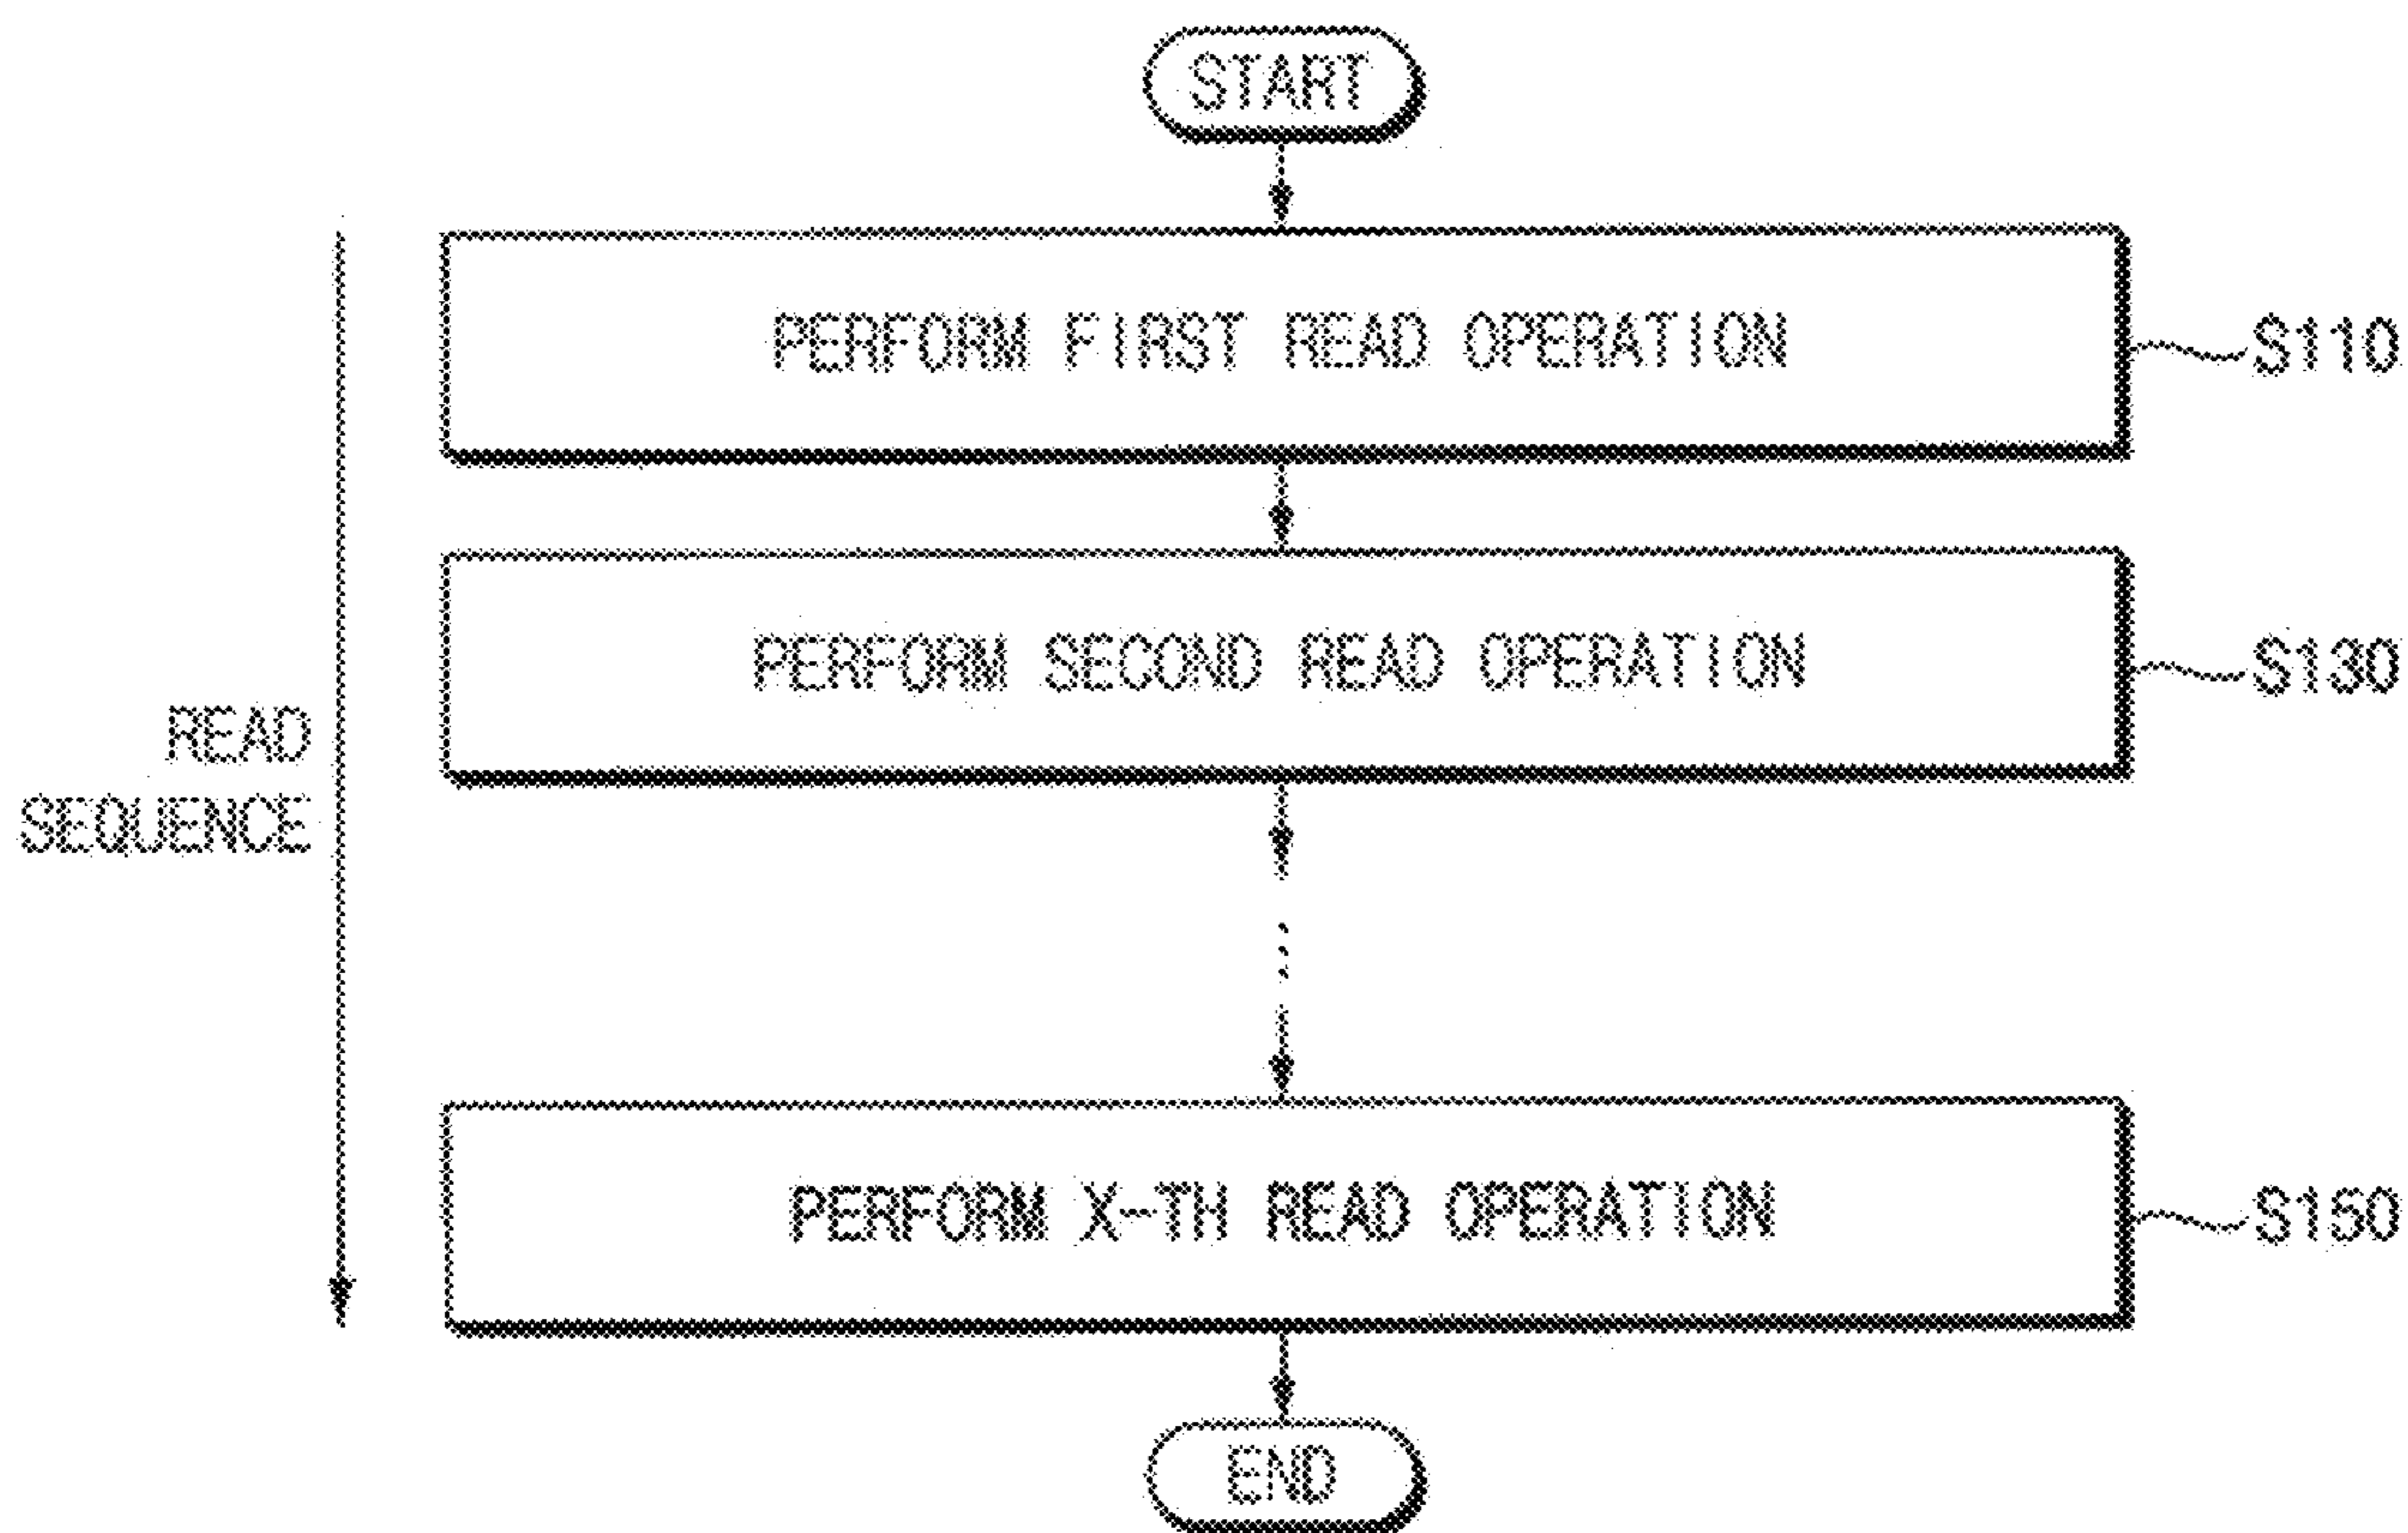 START
PERFORM FIRST READ OPERATION
S110
PERFORM SECOND READ OPERATION
S130
READ
SEQUENCE
PERFORM X-TH READ OPERATION
S150
END